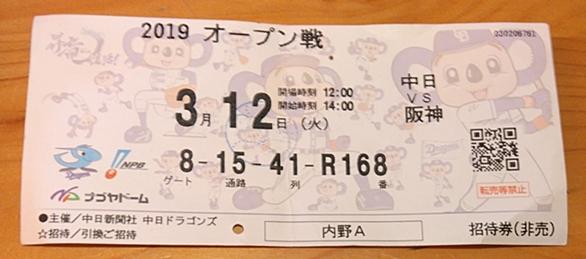 2019 オープン戦
230206761
3月12日(火)
開場時刻 12:00
開始時刻 14:00
中日
VS
阪神
NPB
8-15-41-R168
ゲート 通路 列 番
ナゴヤドーム
転売等禁止
●主催/中日新聞社 中日ドラゴンズ
☆招待/引換ご招待
内野A
招待券(非売)